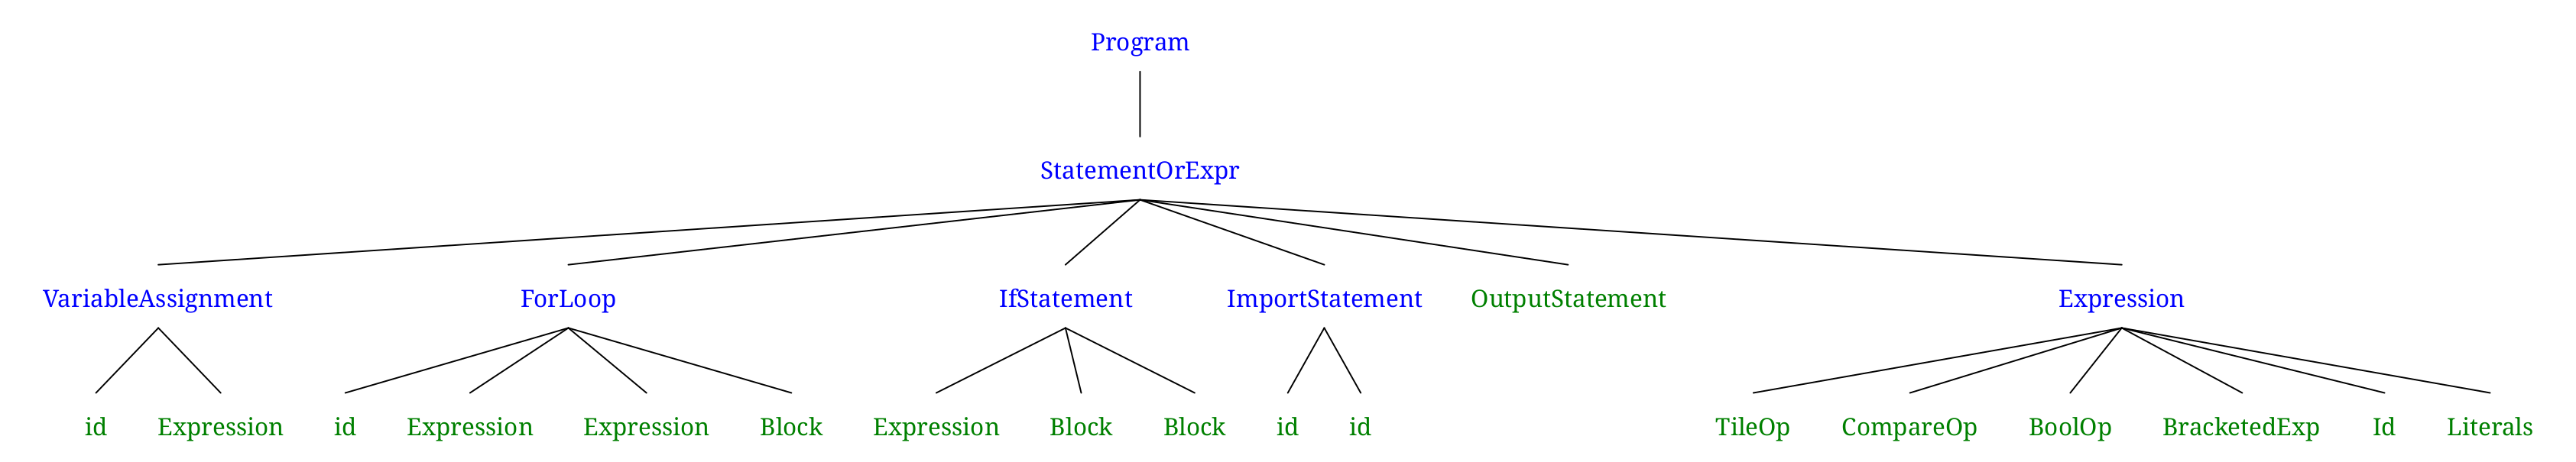 Program
StatementOrExpr
VariableAssignment ForLoop IfStatement ImportStatement OutputStatement Expression
id Expression id Expression Expression Block Expression Block Block id id TileOp CompareOp BoolOp BracketedExp Id Literals